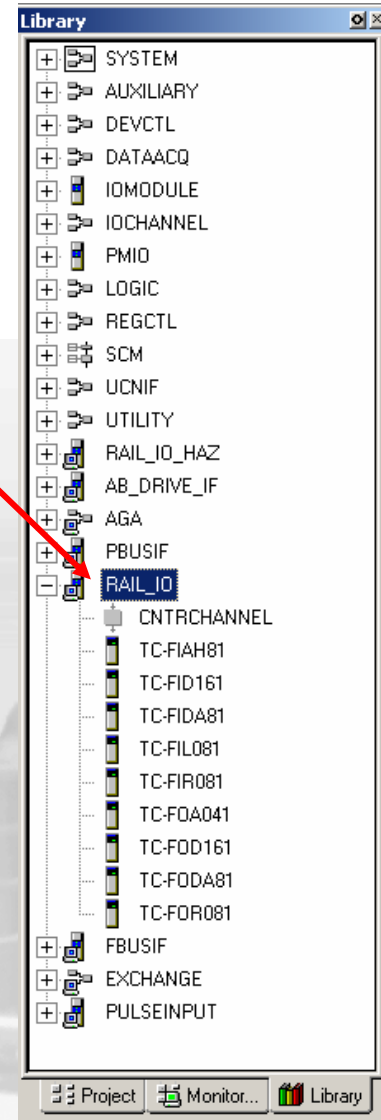 Library
SYSTEM
AUXILIARY
DEVCTL
DATAACQ
IOMODULE
IOCHANNEL
PMIO
LOGIC
REGCTL
SCM
UCNIF
UTILITY
RAIL_IO_HAZ
AB_DRIVE_IF
AGA
PBUSIF
RAIL_IO
CNTRCHANNEL
TC-FIAH81
TC-FID161
TC-FIDA81
TC-FIL081
TC-FIR081
TC-FOA041
TC-FOD161
TC-FODA81
TC-FOR081
FBUSIF
EXCHANGE
PULSEINPUT
Project Monitor... Library